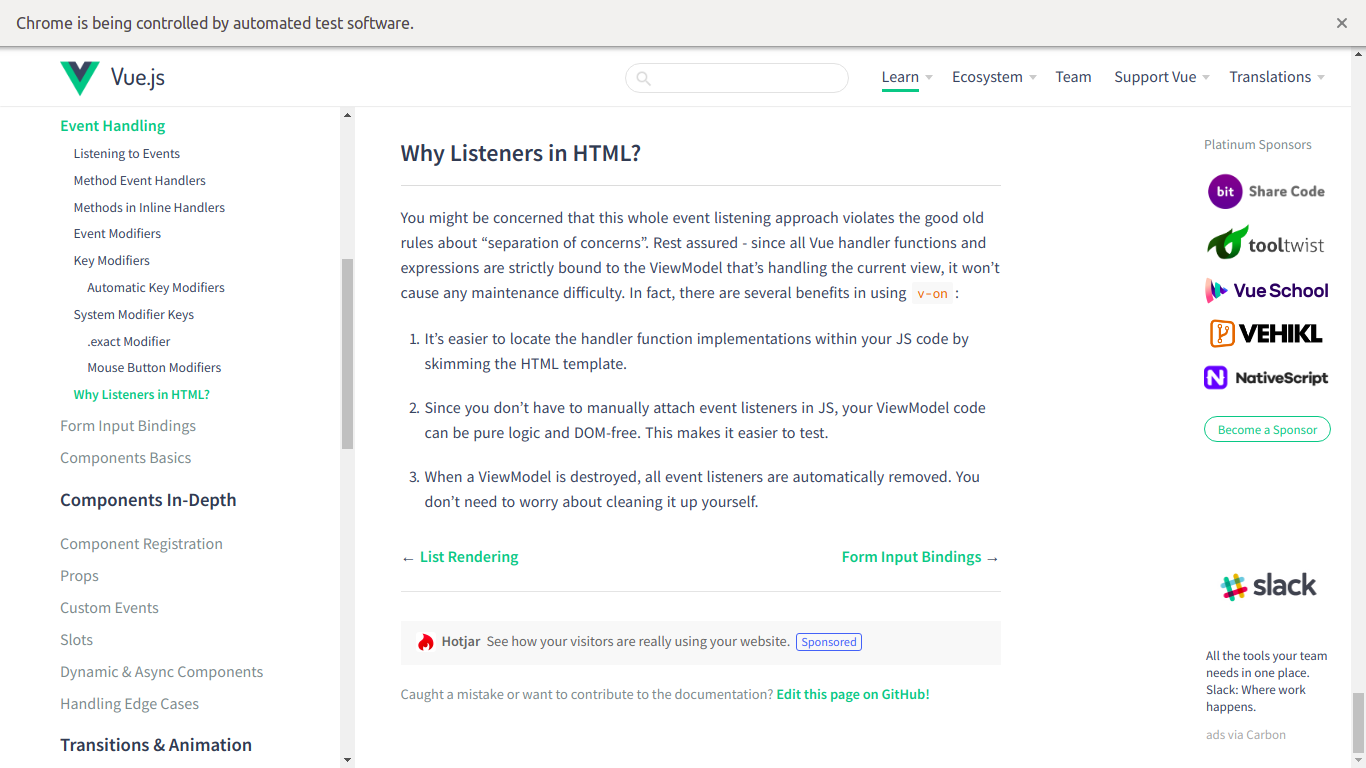 Chrome is being controlled by automated test software.
Vue.js
Learn
Ecosystem
Team
Support Vue
Translations
Event Handling
Listening to Events
Method Event Handlers
Methods in Inline Handlers
Event Modifiers
Key Modifiers
Automatic Key Modifiers
System Modifier Keys
.exact Modifier
Mouse Button Modifiers
Why Listeners in HTML?
Form Input Bindings
Components Basics
Components In-Depth
Component Registration
Props
Custom Events
Slots
Dynamic & Async Components
Handling Edge Cases
Transitions & Animation
Why Listeners in HTML?
You might be concerned that this whole event listening approach violates the good old
rules about “separation of concerns”. Rest assured - since all Vue handler functions and
expressions are strictly bound to the ViewModel that’s handling the current view, it won’t
cause any maintenance difficulty. In fact, there are several benefits in using v-on :
1. It’s easier to locate the handler function implementations within your JS code by
skimming the HTML template.
2. Since you don’t have to manually attach event listeners in JS, your ViewModel code
can be pure logic and DOM-free. This makes it easier to test.
3. When a ViewModel is destroyed, all event listeners are automatically removed. You
don’t need to worry about cleaning it up yourself.
← List Rendering
Form Input Bindings →
Hotjar See how your visitors are really using your website. Sponsored
Caught a mistake or want to contribute to the documentation? Edit this page on GitHub!
Platinum Sponsors
bit Share Code
tooltwist
Vue School
VEHIKL
NativeScript
Become a Sponsor
slack
All the tools your team
needs in one place.
Slack: Where work
happens.
ads via Carbon